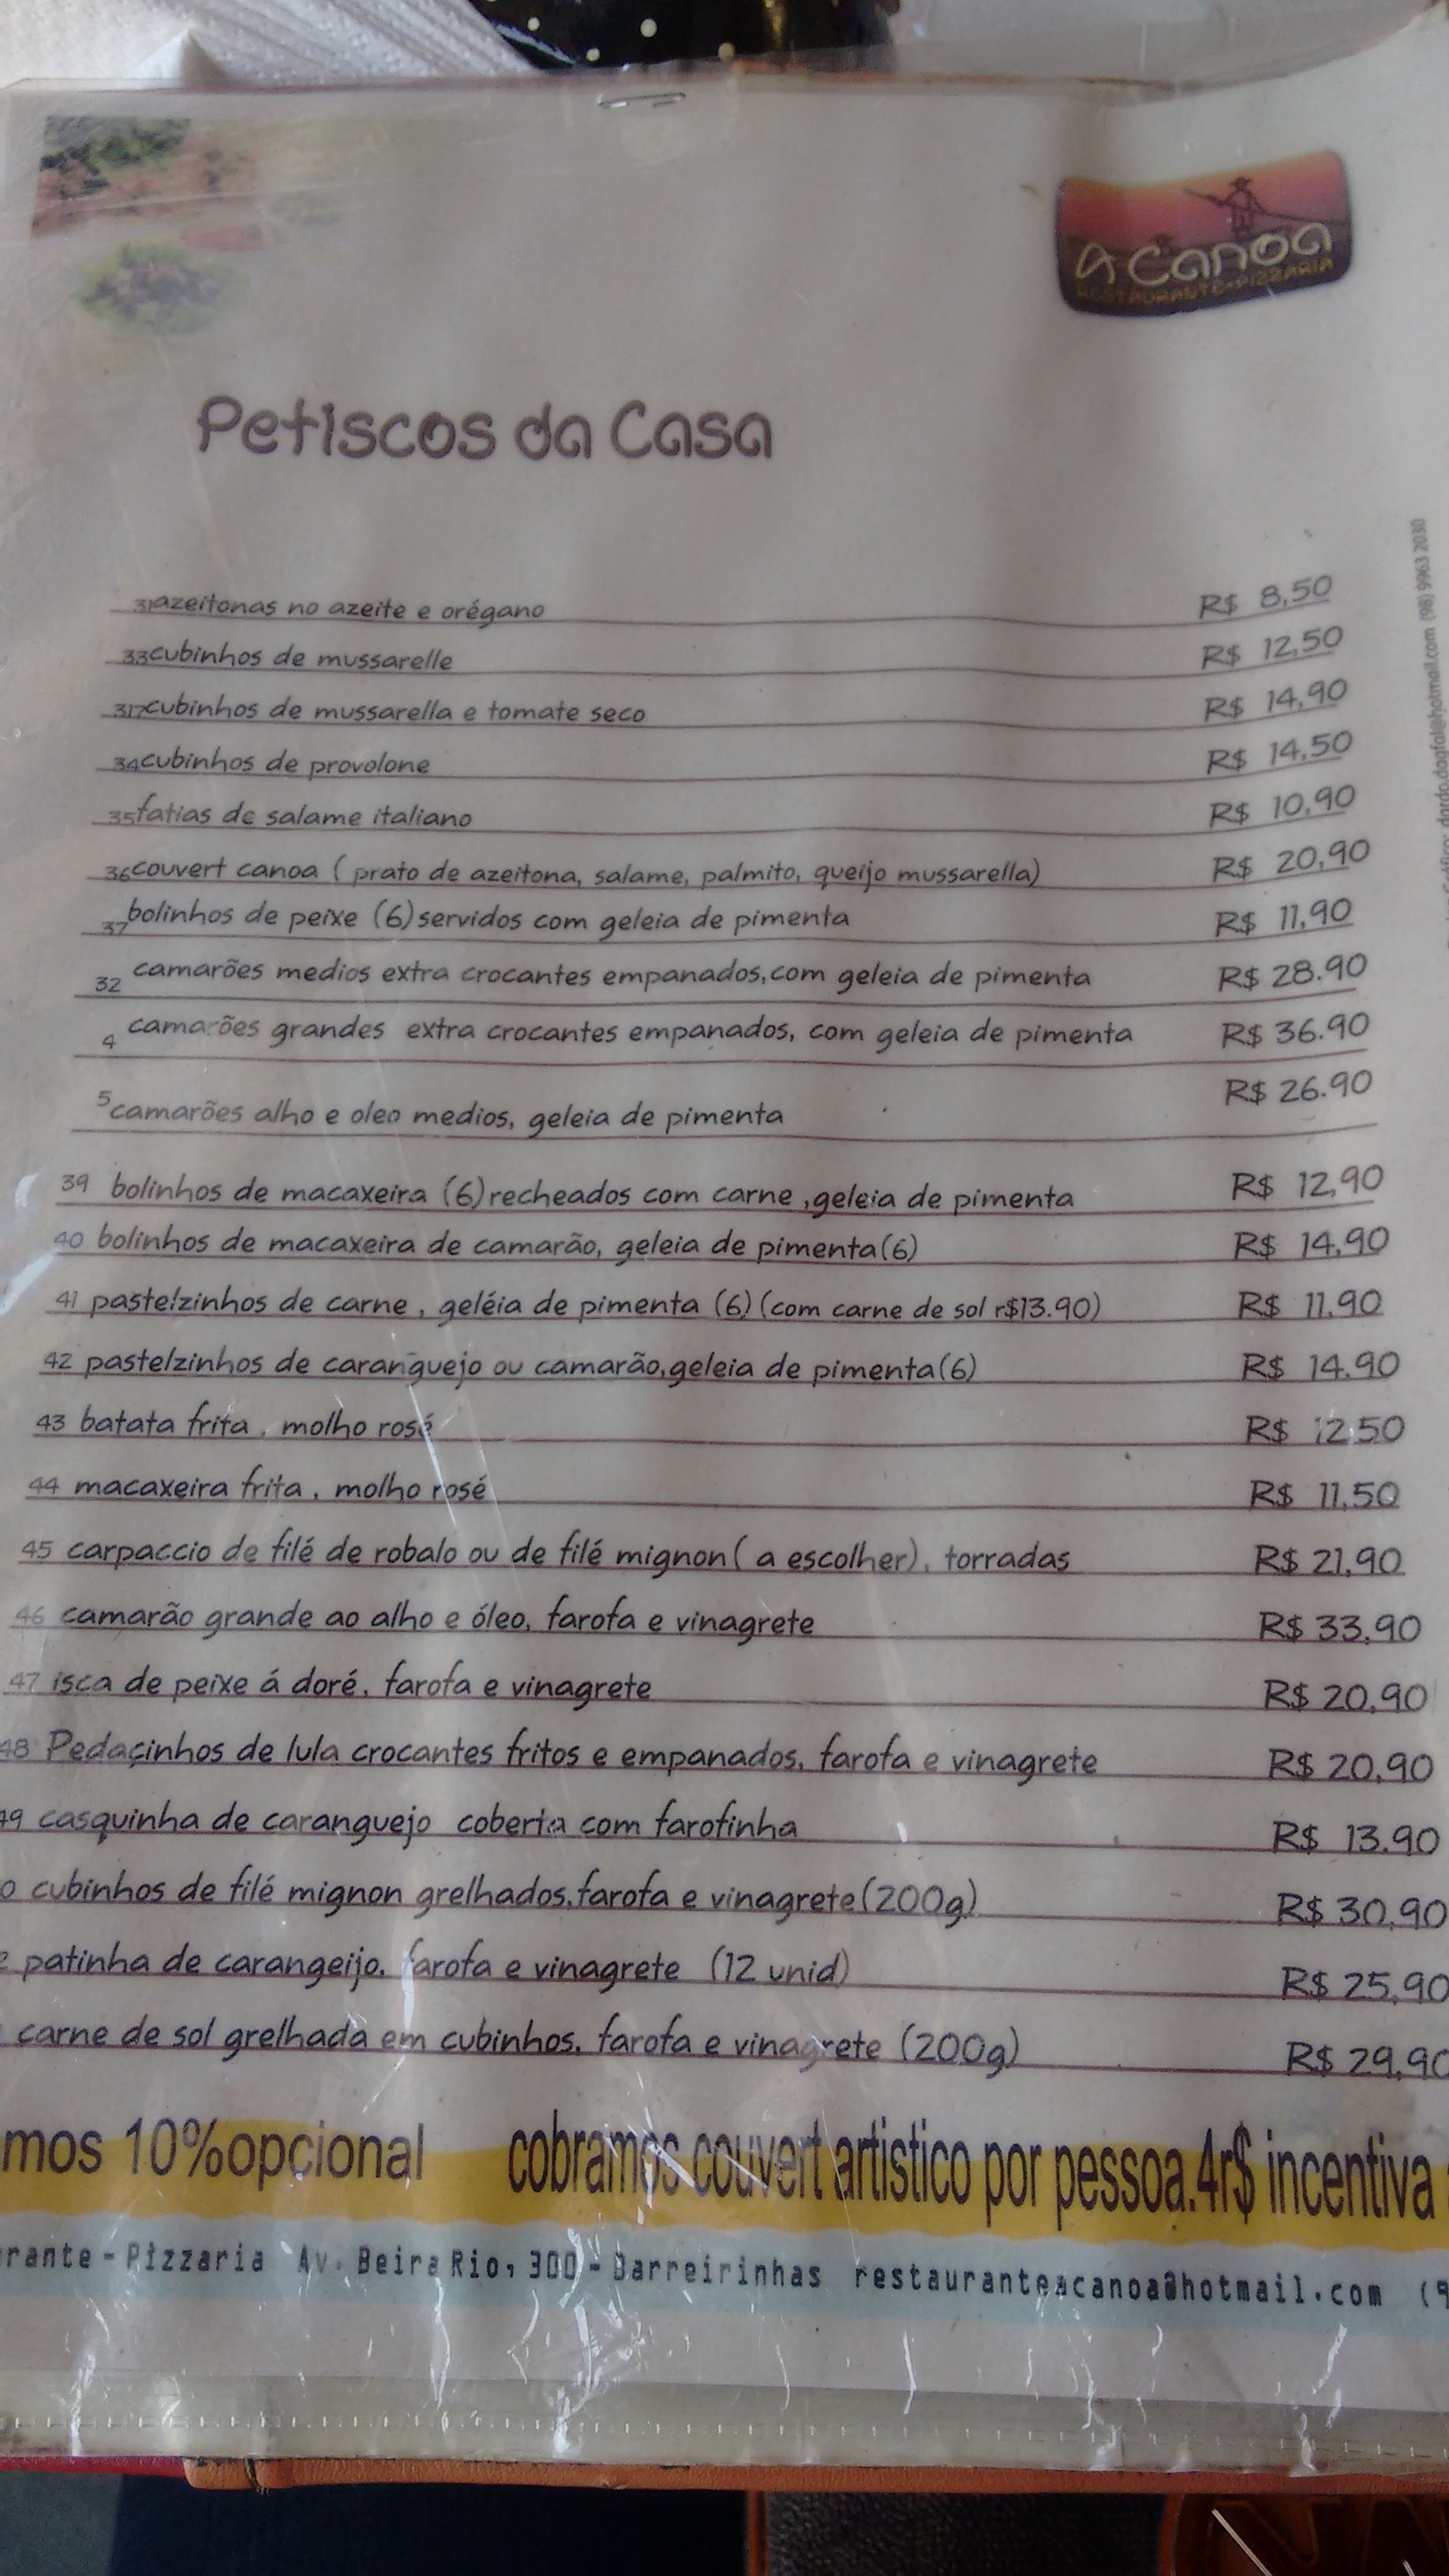 A Canoa
RESTAURANTE-PIZZARIA
Petiscos da Casa
31 azeitonas no azeite e orégano R$ 8,50
33 cubinhos de mussarelle R$ 12,50
317 cubinhos de mussarella e tomate seco R$ 14,90
34 cubinhos de provolone R$ 14,50
35 fatias de salame italiano R$ 10,90
36 couvert canoa ( prato de azeitona, salame, palmito, queijo mussarella) R$ 20,90
37 bolinhos de peixe (6) servidos com geleia de pimenta R$ 11,90
32 camarões medios extra crocantes empanados, com geleia de pimenta R$ 28.90
4 camarões grandes extra crocantes empanados, com geleia de pimenta R$ 36.90
5 camarões alho e oleo medios, geleia de pimenta R$ 26.90
39 bolinhos de macaxeira (6) recheados com carne ,geleia de pimenta R$ 12,90
40 bolinhos de macaxeira de camarão, geleia de pimenta(6) R$ 14,90
41 pastelzinhos de carne , geléia de pimenta (6) (com carne de sol r$13.90) R$ 11.90
42 pastelzinhos de caranguejo ou camarão,geleia de pimenta(6) R$ 14.90
43 batata frita , molho rosé R$ 12,50
44 macaxeira frita , molho rosé R$ 11,50
45 carpaccio de filé de robalo ou de filé mignon( a escolher), torradas R$ 21,90
46 camarão grande ao alho e óleo, farofa e vinagrete R$ 33,90
47 isca de peixe á doré, farofa e vinagrete R$ 20,90
48 Pedaçinhos de lula crocantes fritos e empanados, farofa e vinagrete R$ 20,90
49 casquinha de caranguejo coberta com farofinha R$ 13.90
0 cubinhos de filé mignon grelhados,farofa e vinagrete(200g) R$ 30,90
2 patinha de carangeijo, farofa e vinagrete (12 unid) R$ 25,90
carne de sol grelhada em cubinhos, farofa e vinagrete (200g) R$ 29,90
mos 10%opcional cobramos couvert artistico por pessoa.4r$ incentiva
rante - Pizzaria Av. Beira Rio, 300 - Barreirinhas restauranteacanoa@hotmail.com (9
dardo.dagfal@hotmail.com (98) 9963 2030